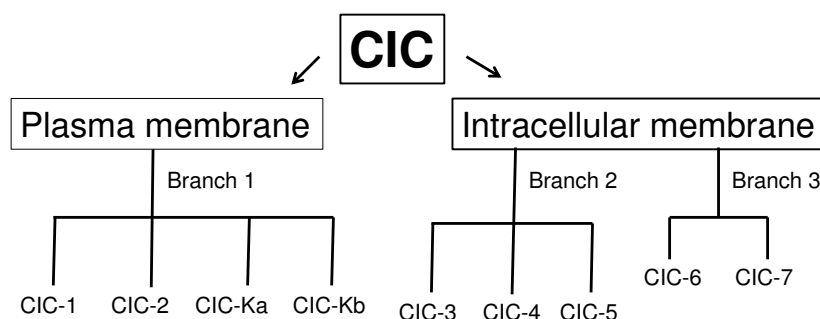 ClC
Plasma membrane
Intracellular membrane
Branch 1
Branch 2
Branch 3
ClC-1
ClC-2
ClC-Ka
ClC-Kb
ClC-3
ClC-4
ClC-5
ClC-6
ClC-7